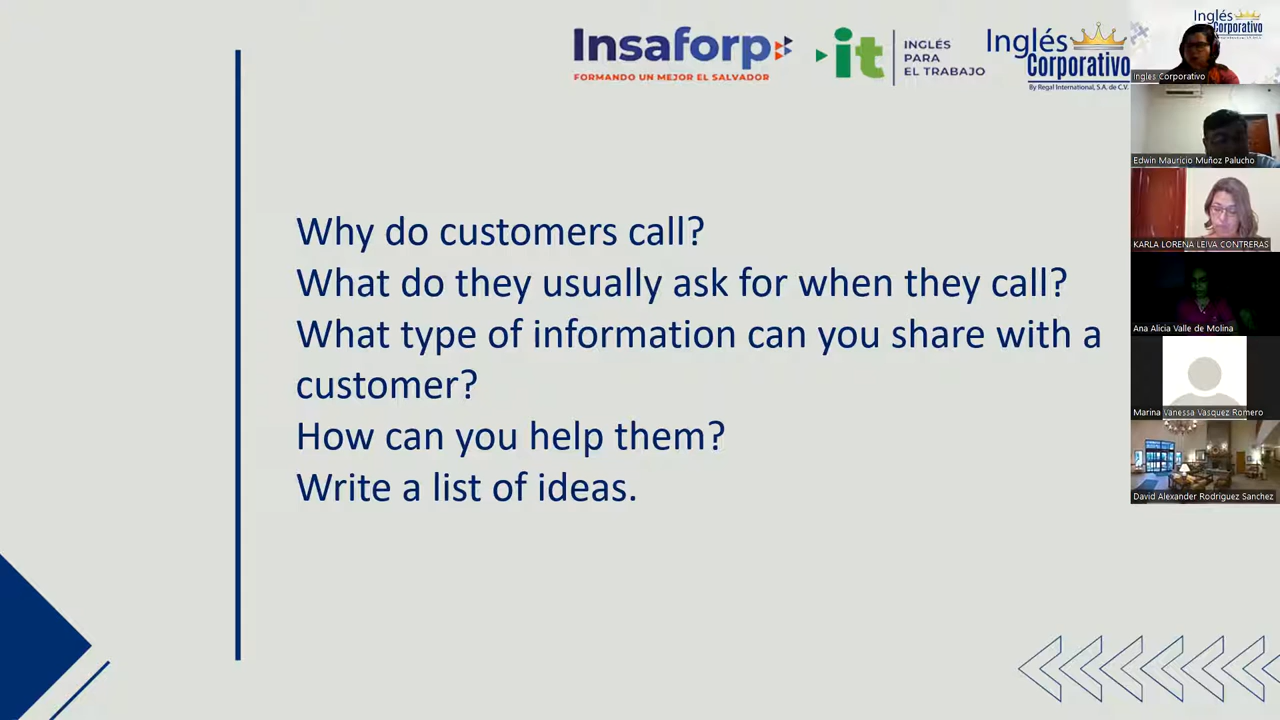 Insaforp
FORMANDO UN MEJOR EL SALVADOR
it
INGLÉS
PARA
EL TRABAJO
Inglés
Corporativo
By Regal International, S.A. de C.V.
Why do customers call?
What do they usually ask for when they call?
What type of information can you share with a
customer?
How can you help them?
Write a list of ideas.
Inglés
Corporativo
Ingles Corporativo
Edwin Mauricio Muñoz Palucho
KARLA LORENA LEIVA CONTRERAS
Ana Alicia Valle de Molina
Marina Vanessa Vasquez Romero
David Alexander Rodriguez Sanchez